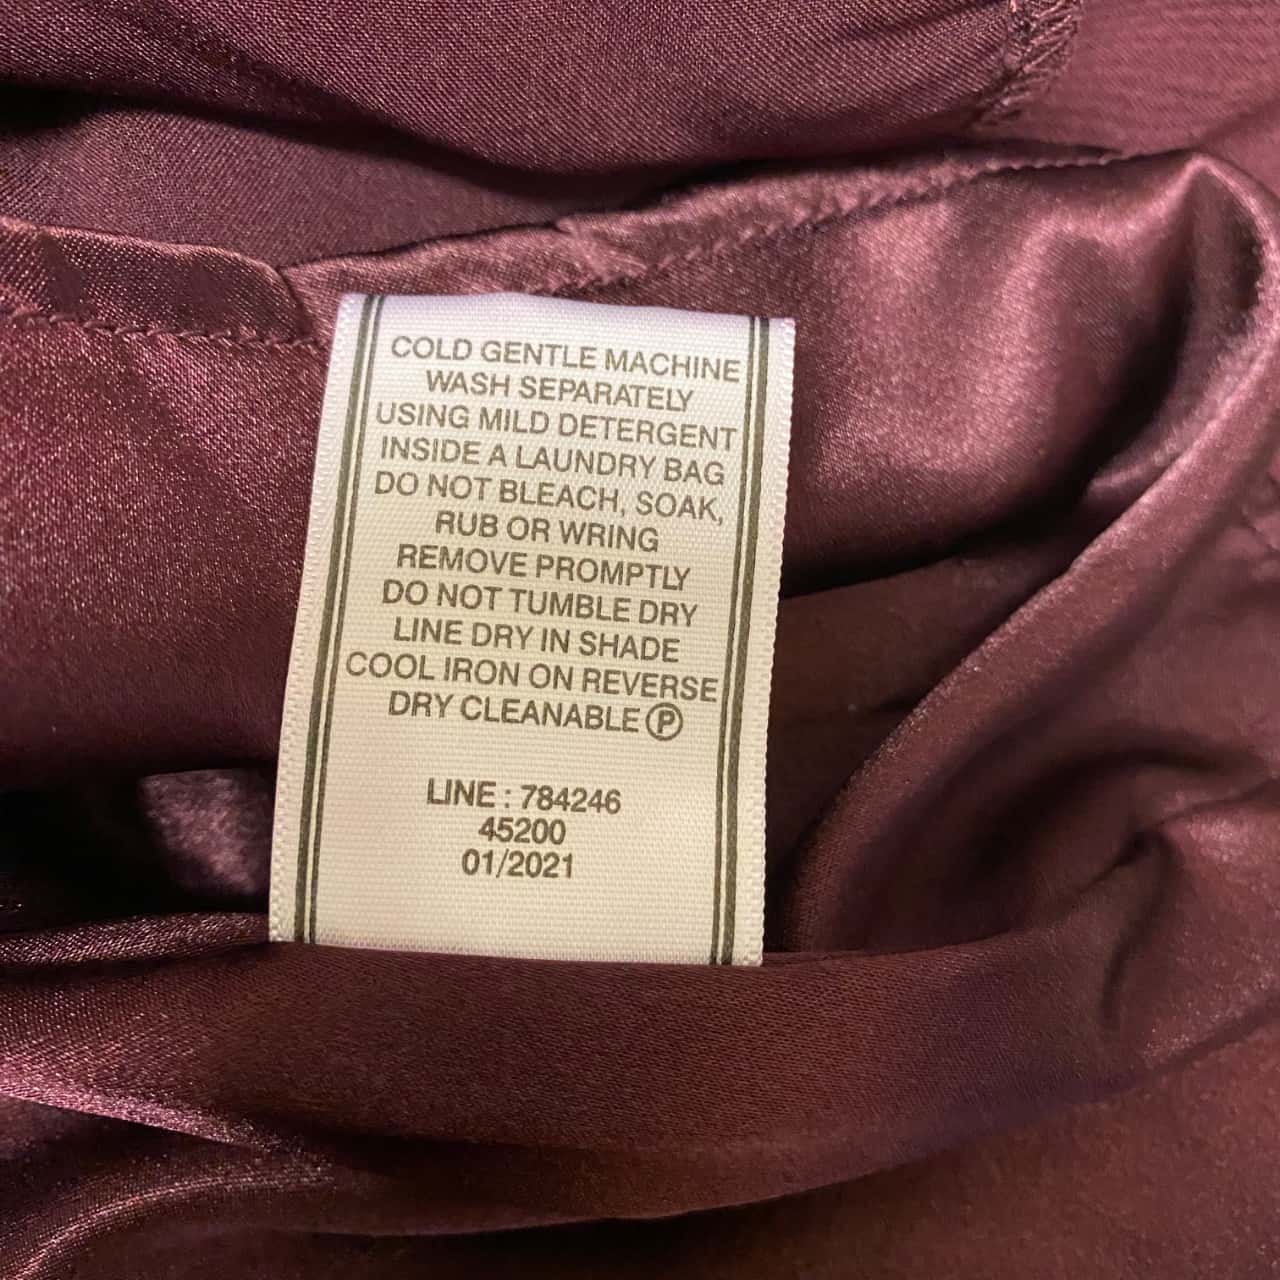 COLD GENTLE MACHINE
WASH SEPARATELY
USING MILD DETERGENT
INSIDE A LAUNDRY BAG
DO NOT BLEACH, SOAK,
RUB OR WRING
REMOVE PROMPTLY
DO NOT TUMBLE DRY
LINE DRY IN SHADE
COOL IRON ON REVERSE
DRY CLEANABLE Ⓟ
LINE : 784246
45200
01/2021